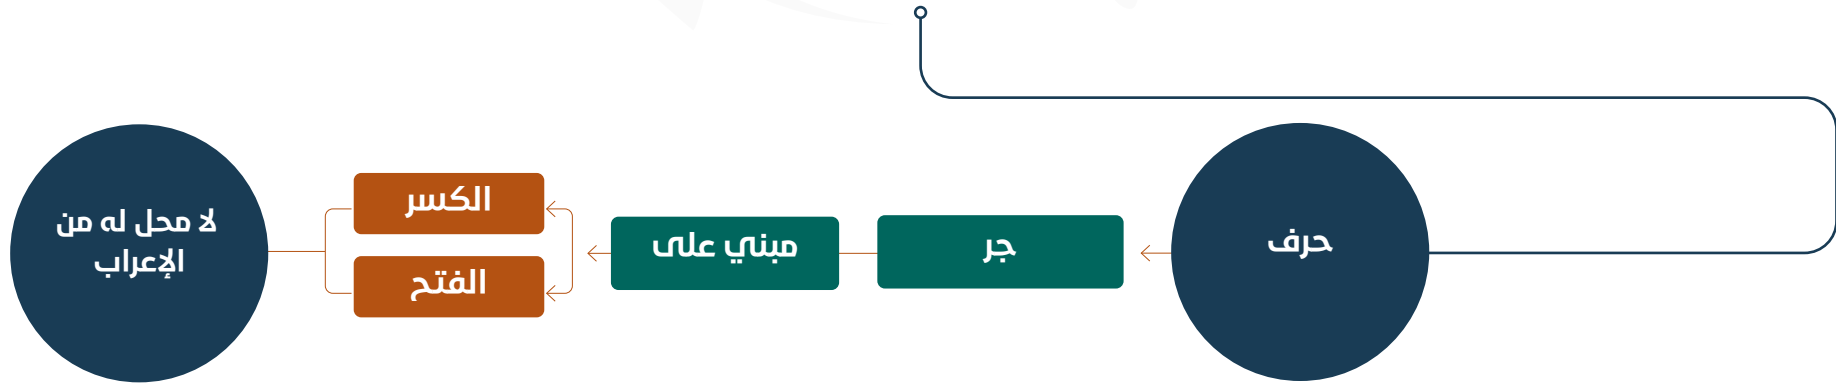 حرف
جر
مبني على
الكسر
الفتح
لا محل له من
الإعراب